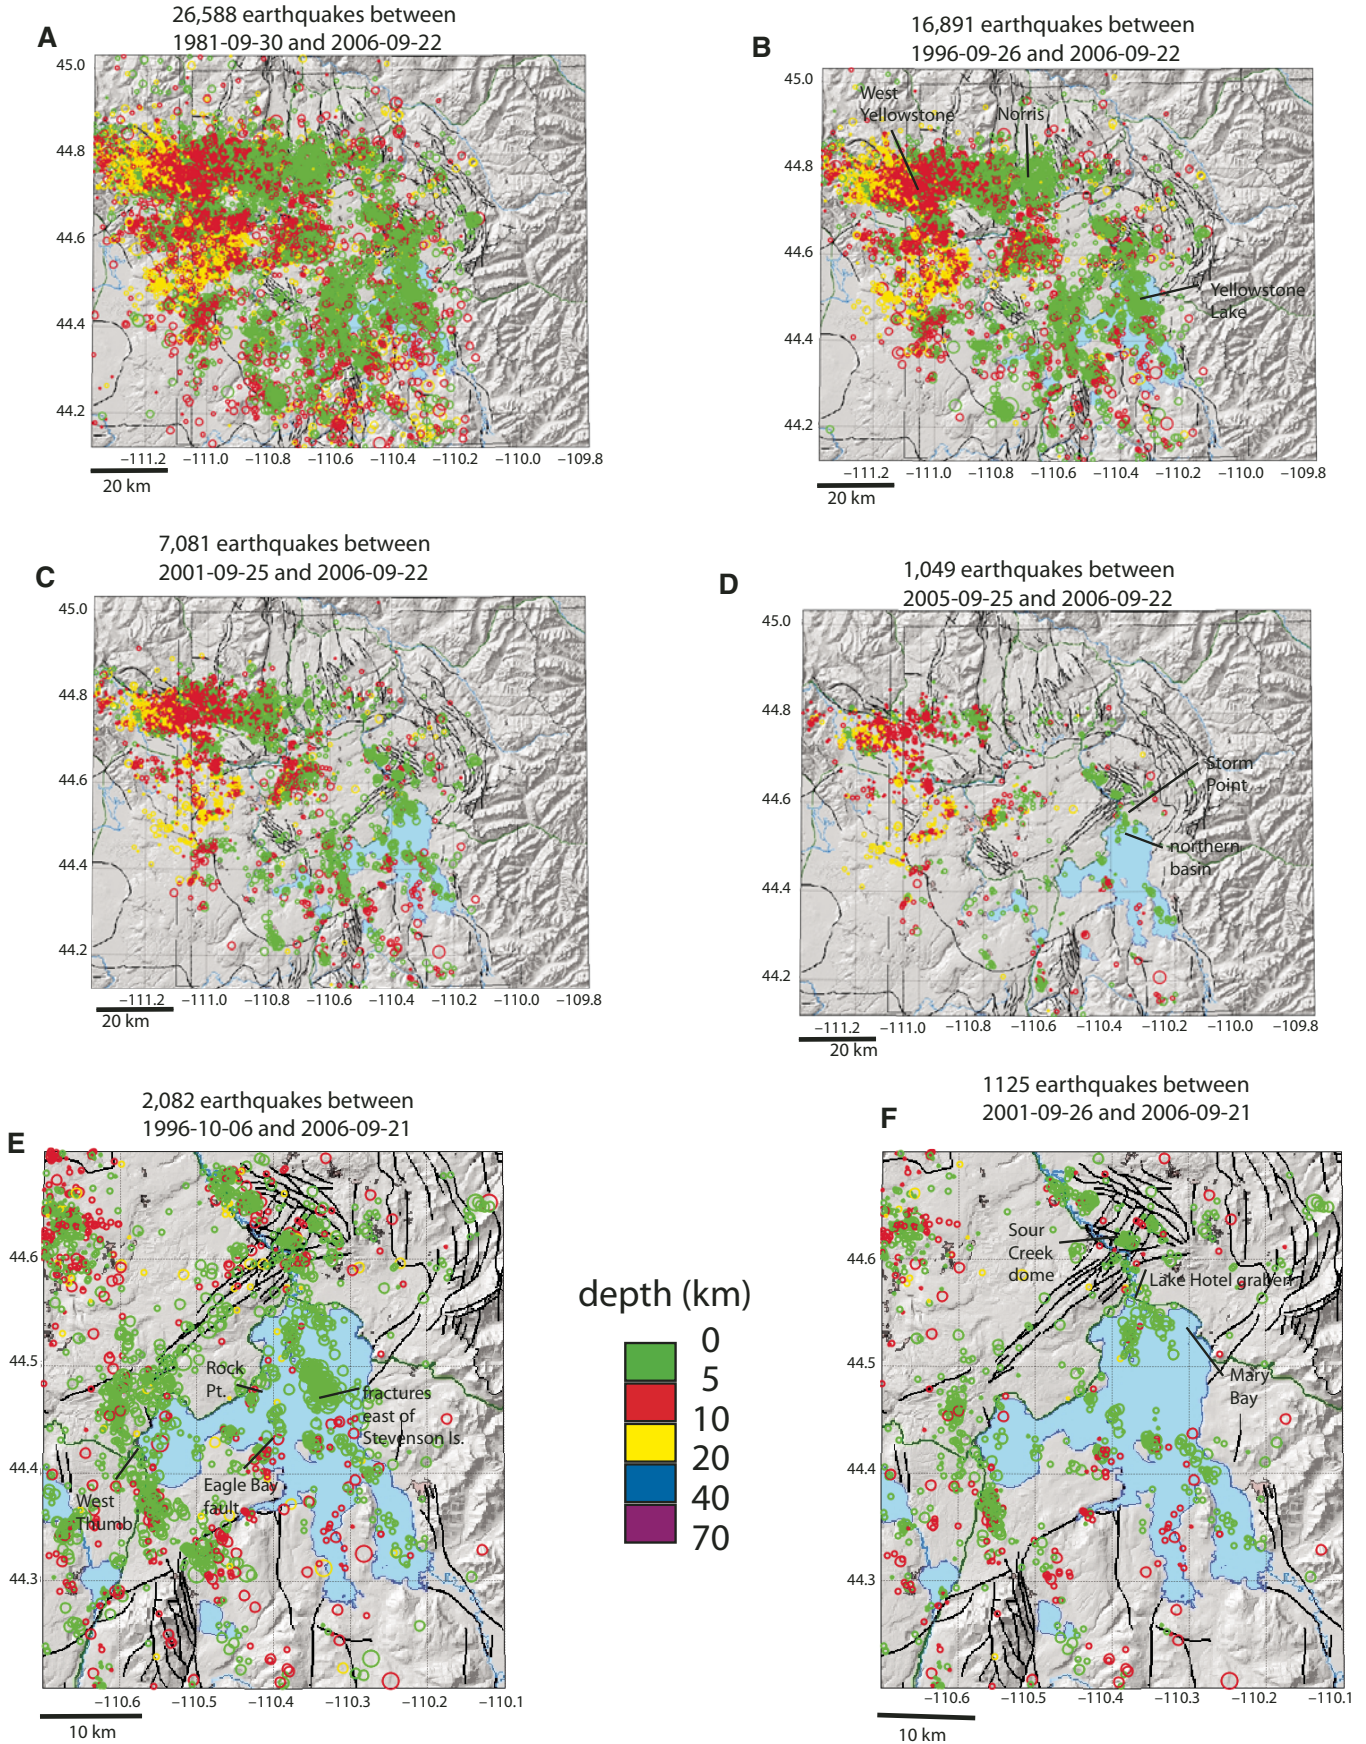 A
26,588 earthquakes between
1981-09-30 and 2006-09-22
45.0
44.8
44.6
44.4
44.2
−111.2 −111.0 −110.8 −110.6 −110.4 −110.2 −110.0 −109.8
20 km
B
16,891 earthquakes between
1996-09-26 and 2006-09-22
45.0
West
Yellowstone
Norris
44.8
44.6
Yellowstone
Lake
44.4
44.2
−111.2 −111.0 −110.8 −110.6 −110.4 −110.2 −110.0 −109.8
20 km
C
7,081 earthquakes between
2001-09-25 and 2006-09-22
45.0
44.8
44.6
44.4
44.2
−111.2 −111.0 −110.8 −110.6 −110.4 −110.2 −110.0 −109.8
20 km
D
1,049 earthquakes between
2005-09-25 and 2006-09-22
45.0
44.8
Storm
Point
44.6
northern
basin
44.4
44.2
−111.2 −111.0 −110.8 −110.6 −110.4 −110.2 −110.0 −109.8
20 km
E
2,082 earthquakes between
1996-10-06 and 2006-09-21
44.6
44.5
Rock
Pt.
fractures
east of
Stevenson Is.
44.4
Eagle Bay
fault
West
Thumb
44.3
−110.6 −110.5 −110.4 −110.3 −110.2 −110.1
10 km
depth (km)
0
5
10
20
40
70
F
1125 earthquakes between
2001-09-26 and 2006-09-21
Sour
Creek
dome
44.6
Lake Hotel graben
44.5
Mary
Bay
44.4
44.3
−110.6 −110.5 −110.4 −110.3 −110.2 −110.1
10 km